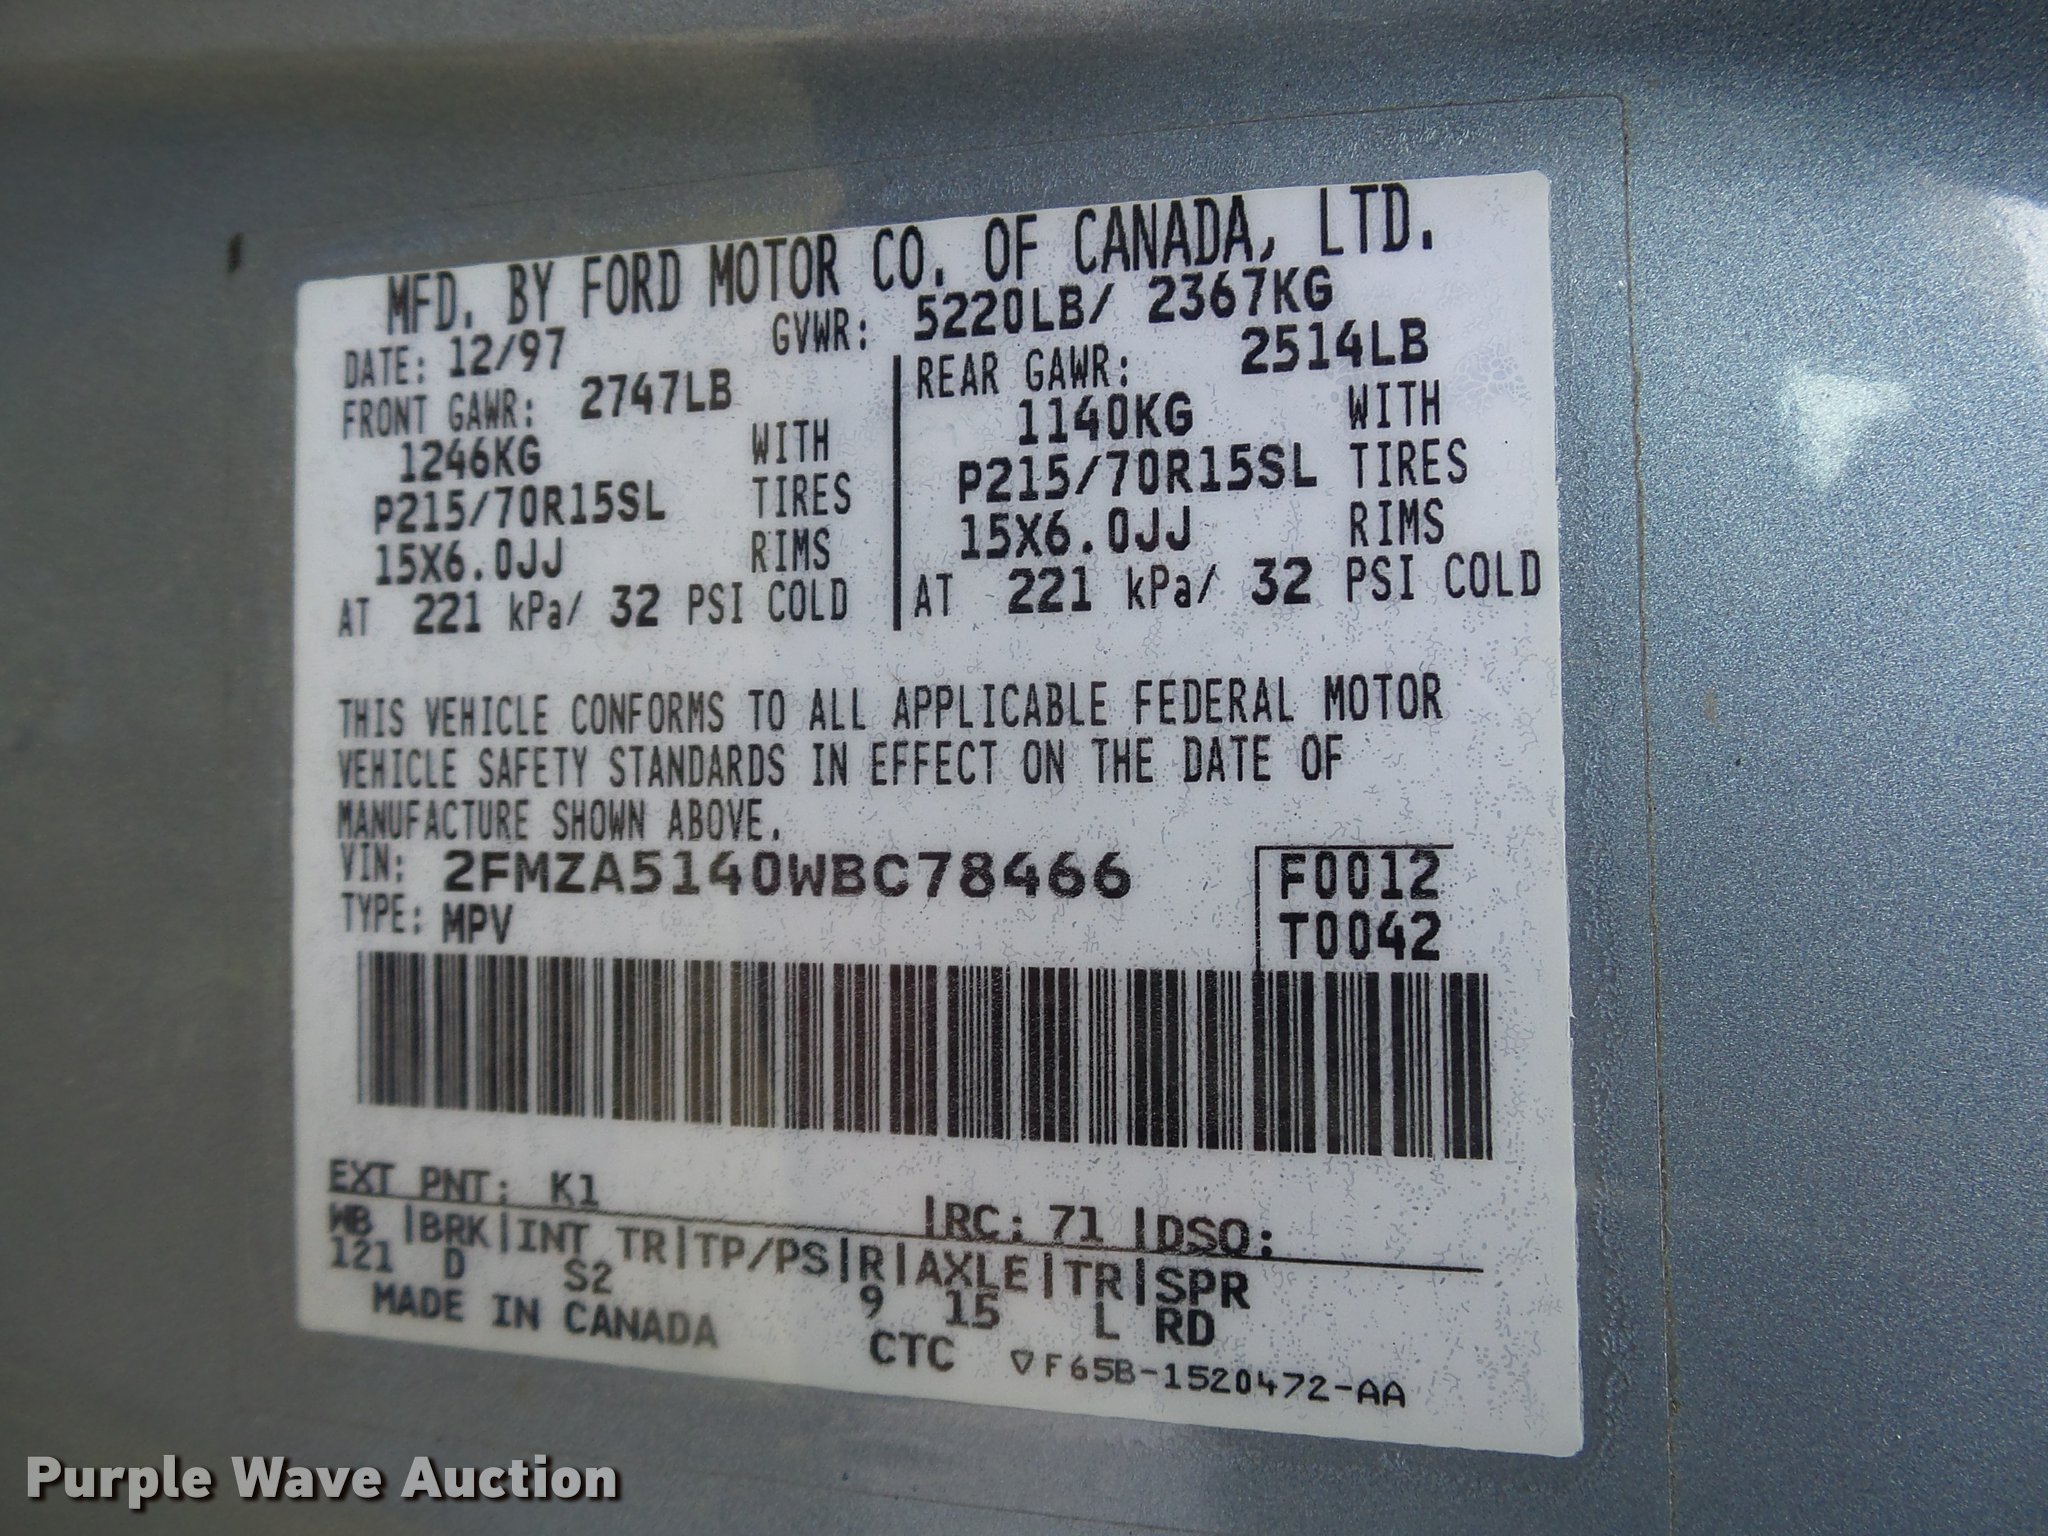 MFD. BY FORD MOTOR CO. OF CANADA, LTD.
DATE: 12/97 GVWR: 5220LB/ 2367KG
FRONT GAWR: 2747LB
1246KG WITH
P215/70R15SL TIRES
15X6.0JJ RIMS
AT 221 kPa/ 32 PSI COLD
REAR GAWR: 2514LB
1140KG WITH
P215/70R15SL TIRES
15X6.0JJ RIMS
AT 221 kPa/ 32 PSI COLD
THIS VEHICLE CONFORMS TO ALL APPLICABLE FEDERAL MOTOR
VEHICLE SAFETY STANDARDS IN EFFECT ON THE DATE OF
MANUFACTURE SHOWN ABOVE.
VIN: 2FMZA5140WBC78466
TYPE: MPV
F0012
T0042
EXT PNT: K1 |RC: 71 |DSO:
WB |BRK|INT TR|TP/PS|R|AXLE|TR|SPR
121 D S2 9 15 L RD
MADE IN CANADA CTC ▽F65B-1520472-AA
Purple Wave Auction